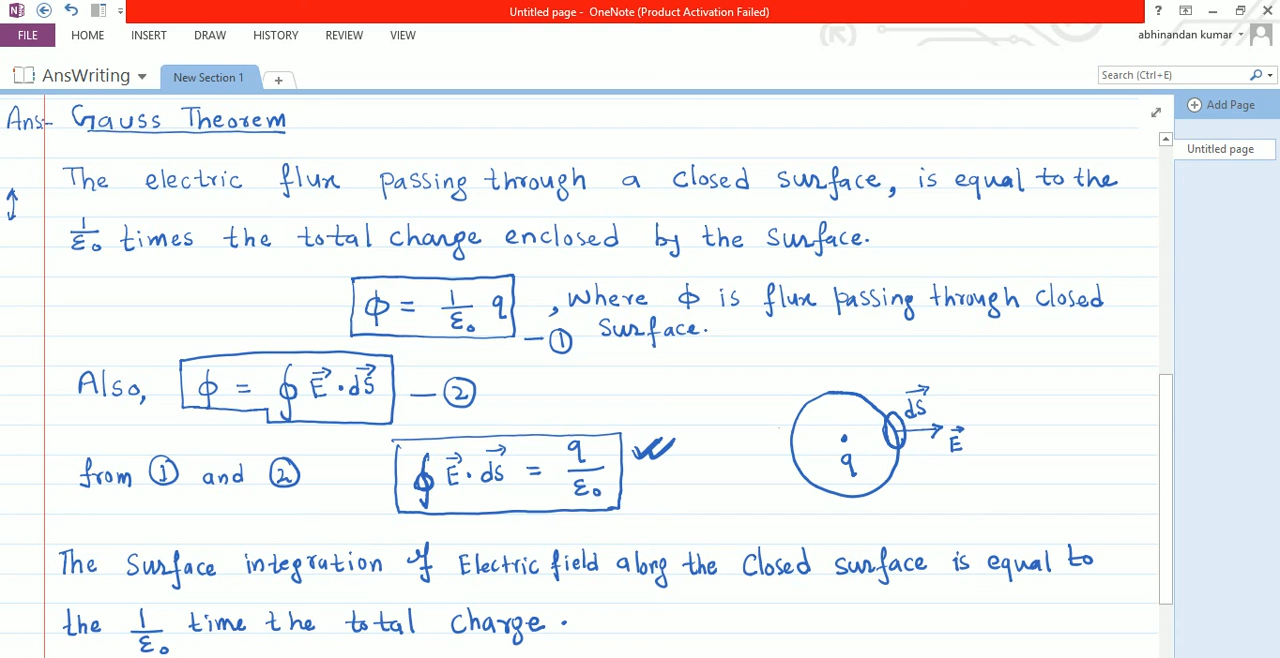 Untitled page - OneNote (Product Activation Failed)
FILE HOME INSERT DRAW HISTORY REVIEW VIEW
abhinandan kumar
AnsWriting New Section 1 + Search (Ctrl+E)
Add Page
Untitled page
Ans:- Gauss Theorem
The electric flux passing through a closed surface, is equal to the
1/ε₀ times the total charge enclosed by the surface.
ϕ = 1/ε₀ q , where ϕ is flux passing through closed
surface.
— ①
Also, ϕ = ∮ E⃗ · dS⃗ — ②
dS⃗
E⃗
q
from ① and ② ∮ E⃗ · dS⃗ = q/ε₀
The Surface integration of Electric field along the Closed surface is equal to
the 1/ε₀ time the total charge.